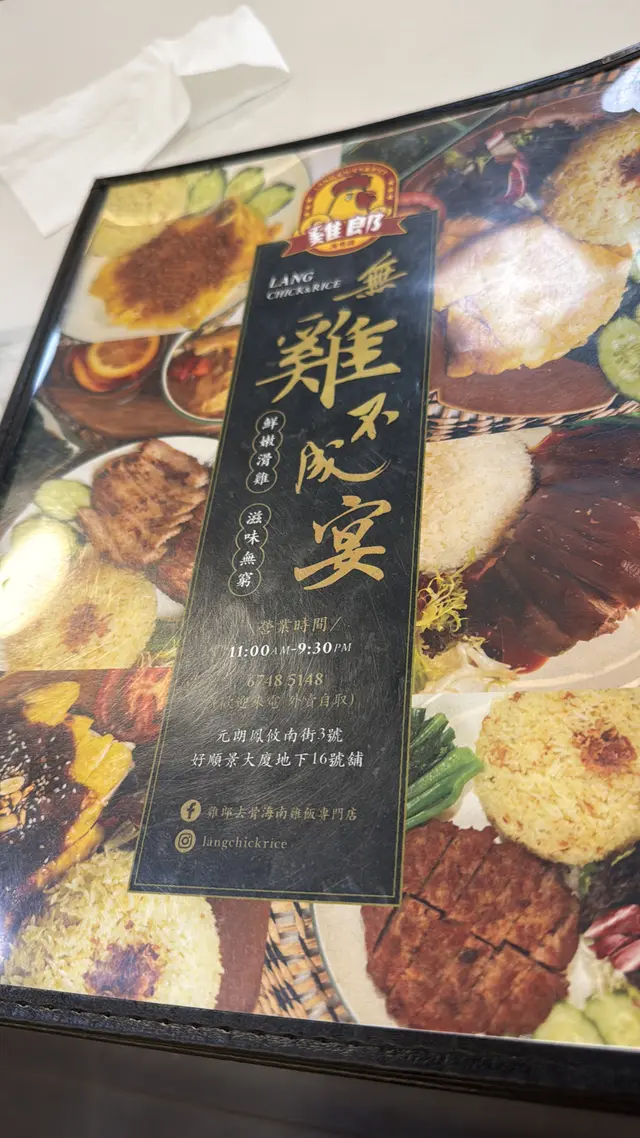 雞郎
LANG
CHICK&RICE
無
雞
不
成
宴
鮮嫩滑雞
滋味無窮
營業時間/
11:00AM-9:30PM
6748 5148
(歡迎來電 外賣自取)
元朗鳳攸南街3號
好順景大廈地下16號舖
雞郎去骨海南雞飯專門店
langchickrice